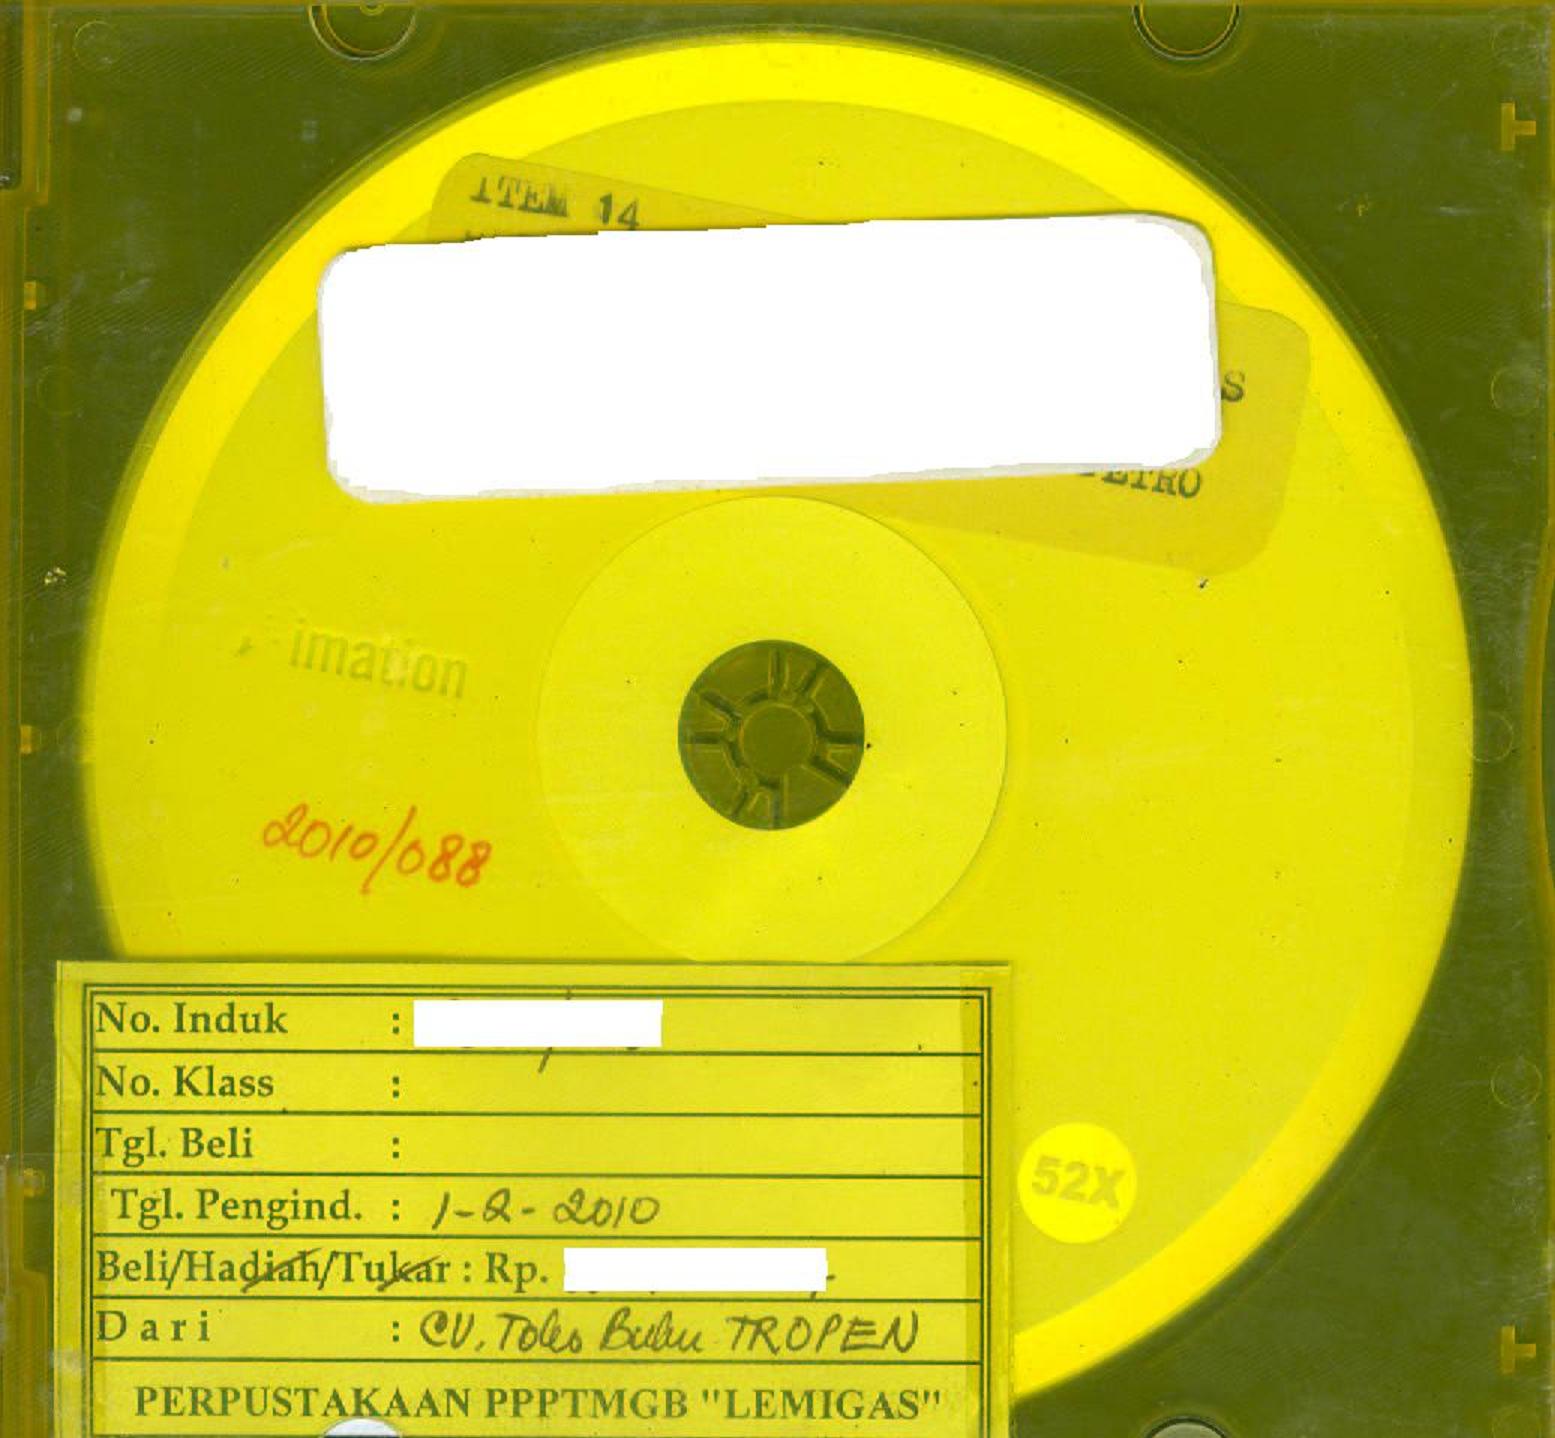 ITEM 14
S
PETRO
imation
2010/088
No. Induk :
No. Klass :
Tgl. Beli :
52X
Tgl. Pengind. : 1-2-2010
Beli/Hadiah/Tukar : Rp.
Dari : CV. Toko Buku TROPEN
PERPUSTAKAAN PPPTMGB "LEMIGAS"